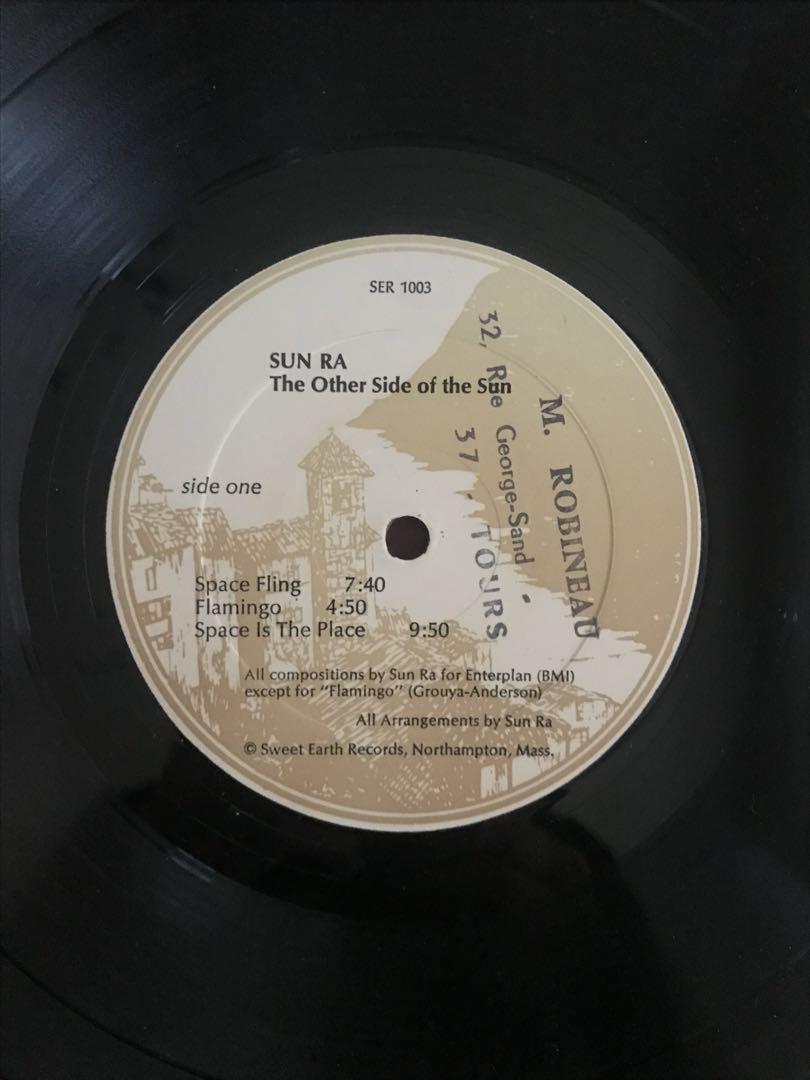 SER 1003
SUN RA
The Other Side of the Sun
side one
Space Fling 7:40
Flamingo 4:50
Space Is The Place 9:50
All compositions by Sun Ra for Enterplan (BMI)
except for “Flamingo” (Grouya-Anderson)
All Arrangements by Sun Ra
© Sweet Earth Records, Northampton, Mass.
M. ROBINEAU
32, Rue George-Sand -
37 - TOURS